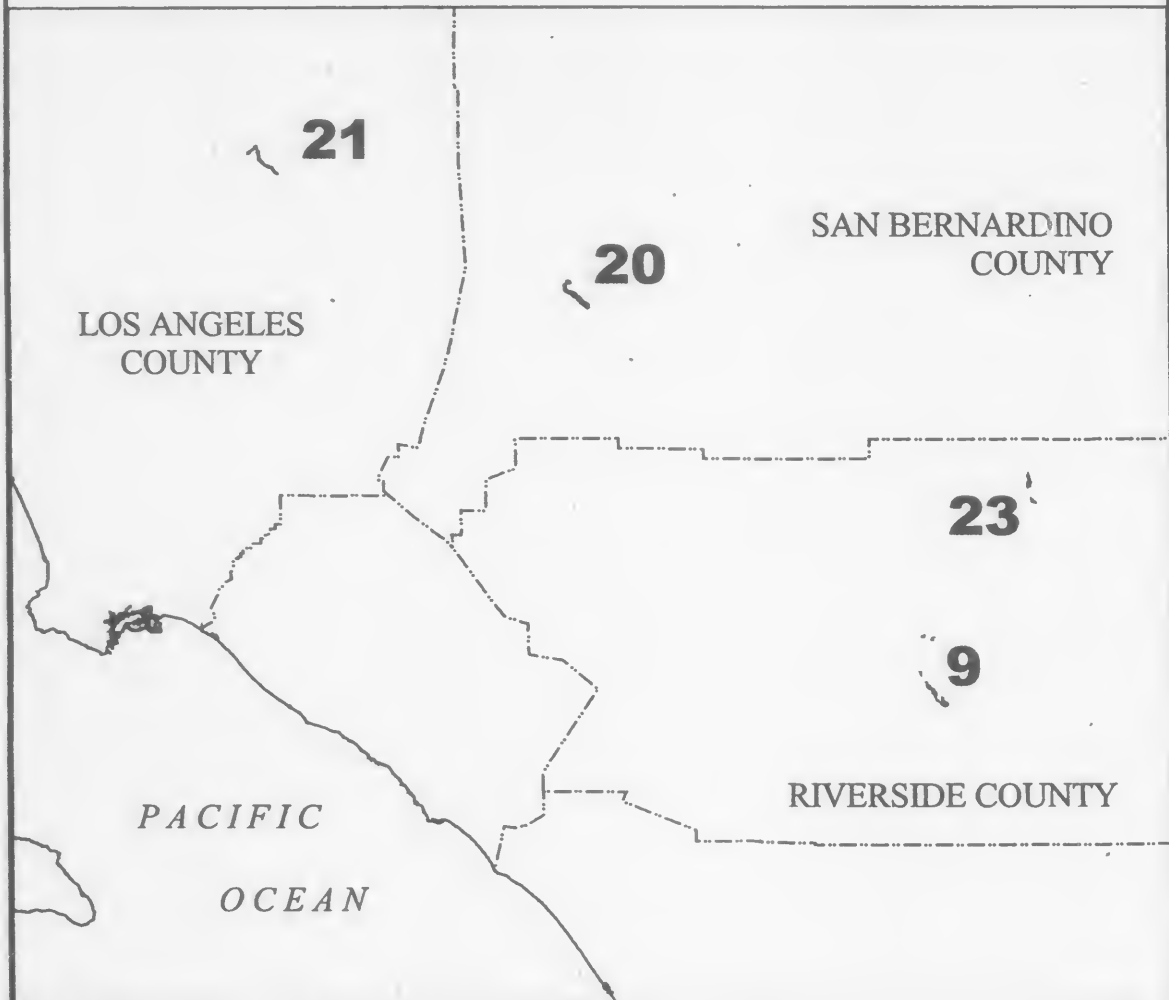 21
20
SAN BERNARDINO
COUNTY
LOS ANGELES
COUNTY
23
9
RIVERSIDE COUNTY
PACIFIC
OCEAN